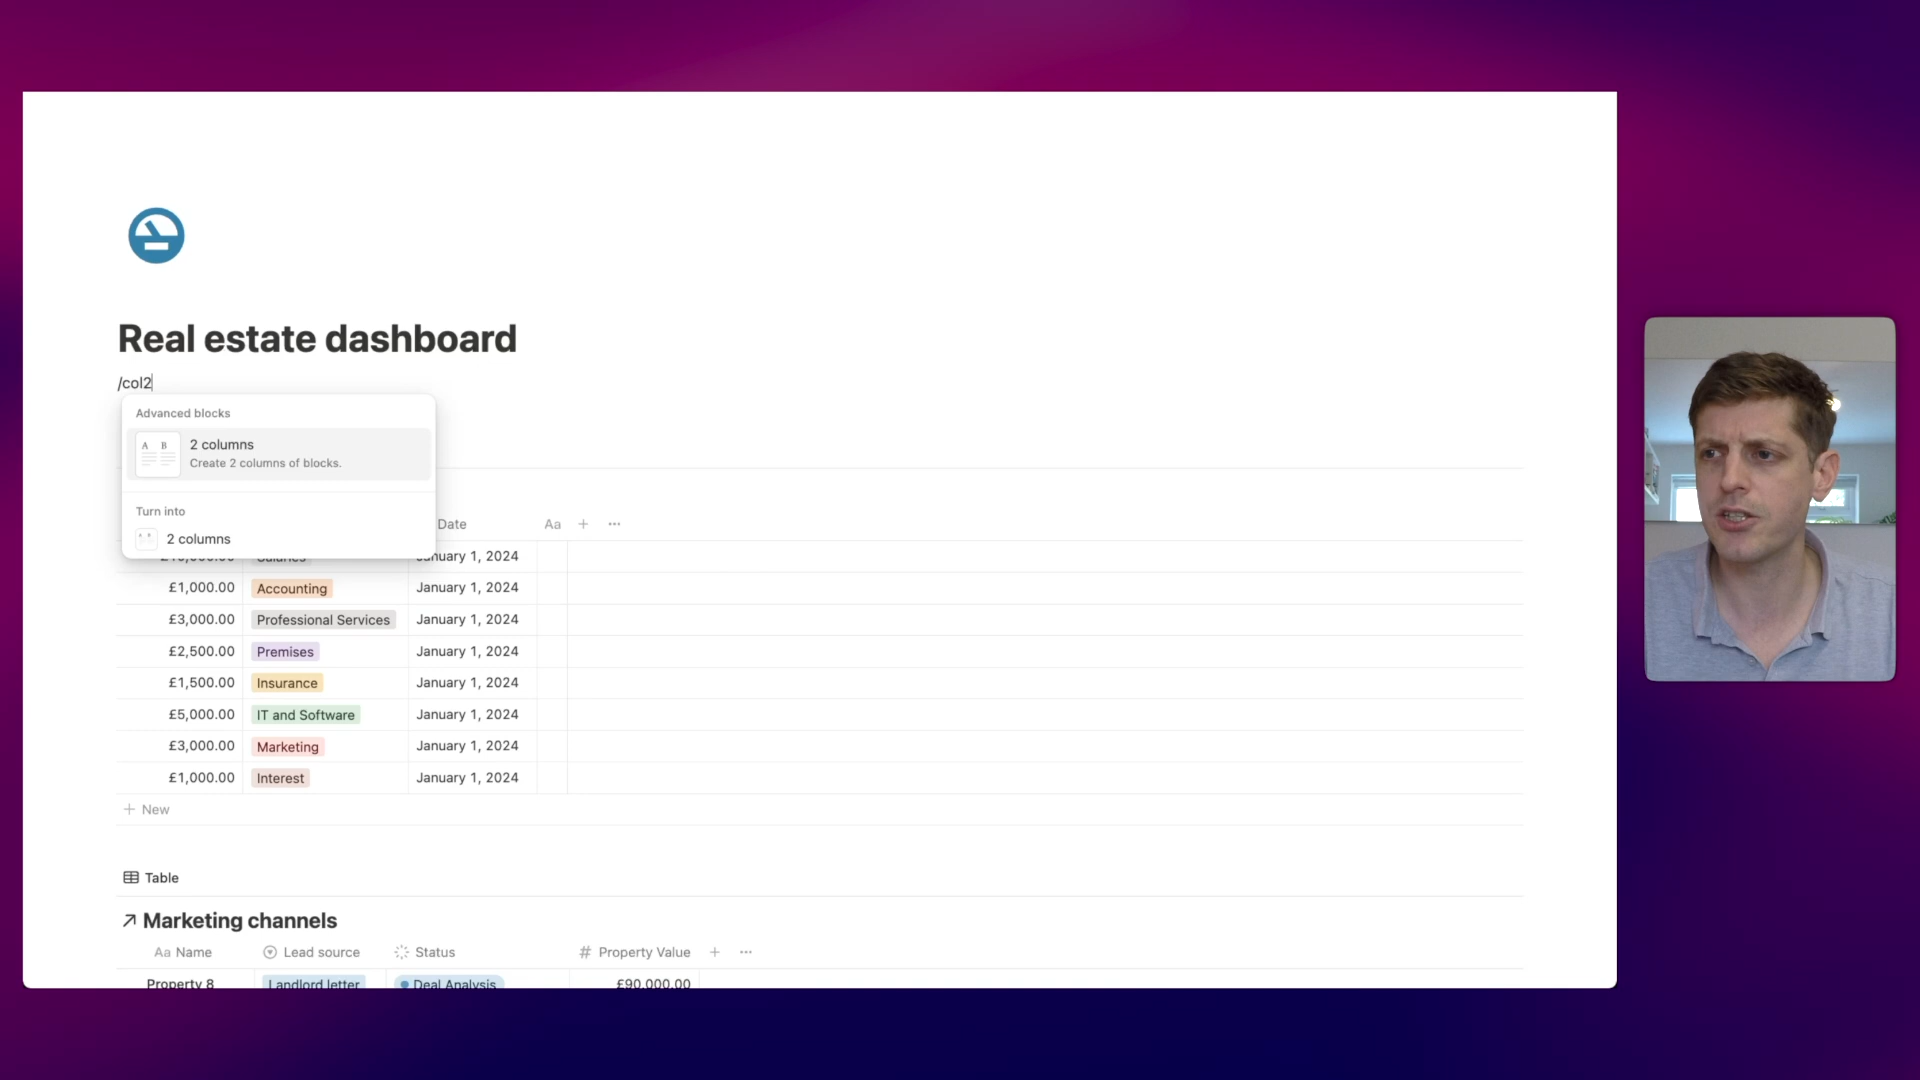 Real estate dashboard
/col2
Advanced blocks
A B
2 columns
Create 2 columns of blocks.
Turn into
2 columns
Date Aa + ...
January 1, 2024
£1,000.00 Accounting January 1, 2024
£3,000.00 Professional Services January 1, 2024
£2,500.00 Premises January 1, 2024
£1,500.00 Insurance January 1, 2024
£5,000.00 IT and Software January 1, 2024
£3,000.00 Marketing January 1, 2024
£1,000.00 Interest January 1, 2024
+ New
Table
↗ Marketing channels
Aa Name Lead source Status # Property Value + ...
Property 8 Landlord letter Deal Analysis £90,000.00